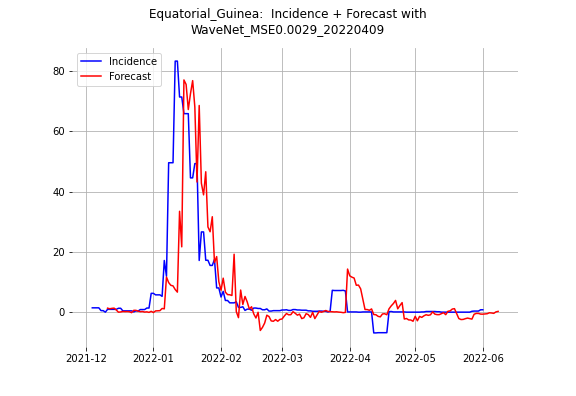 Equatorial_Guinea:  Incidence + Forecast with
WaveNet_MSE0.0029_20220409
Incidence
Forecast
80
60
40
20
0
2021-12 2022-01 2022-02 2022-03 2022-04 2022-05 2022-06